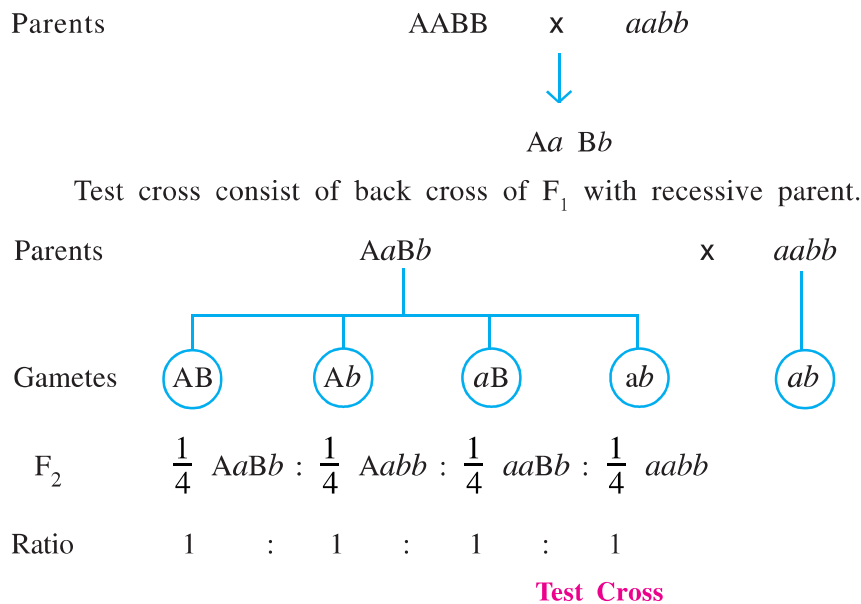 Parents AABB x aabb
Aa Bb
Test cross consist of back cross of F₁ with recessive parent.
Parents AaBb x aabb
Gametes AB Ab aB ab ab
F₂ 1/4 AaBb : 1/4 Aabb : 1/4 aaBb : 1/4 aabb
Ratio 1 : 1 : 1 : 1
Test Cross